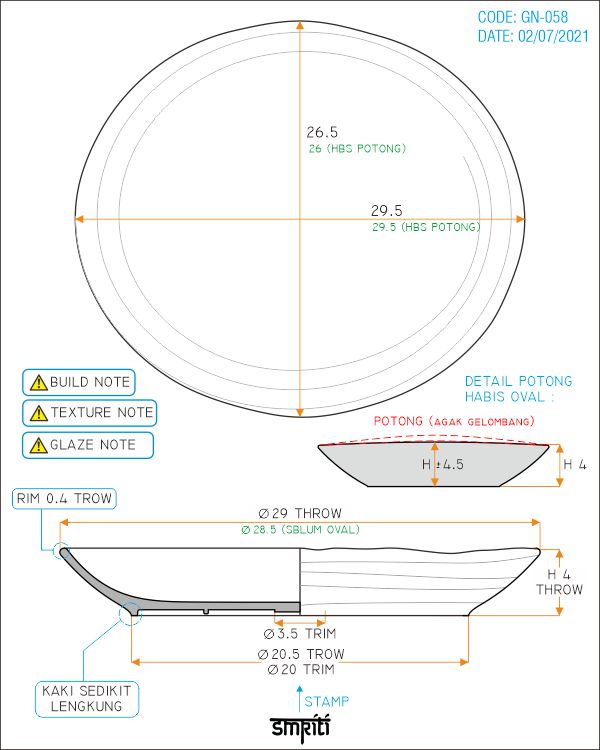 CODE: GN-058
DATE: 02/07/2021
26.5
26 (HBS POTONG)
29.5
29.5 (HBS POTONG)
BUILD NOTE
TEXTURE NOTE
GLAZE NOTE
DETAIL POTONG
HABIS OVAL :
POTONG (AGAK GELOMBANG)
H ±4.5
H 4
RIM 0.4 TROW
Ø 29 THROW
Ø 28.5 (SBLUM OVAL)
H 4
THROW
Ø 3.5 TRIM
Ø 20.5 TROW
Ø 20 TRIM
KAKI SEDIKIT
LENGKUNG
STAMP
smriti